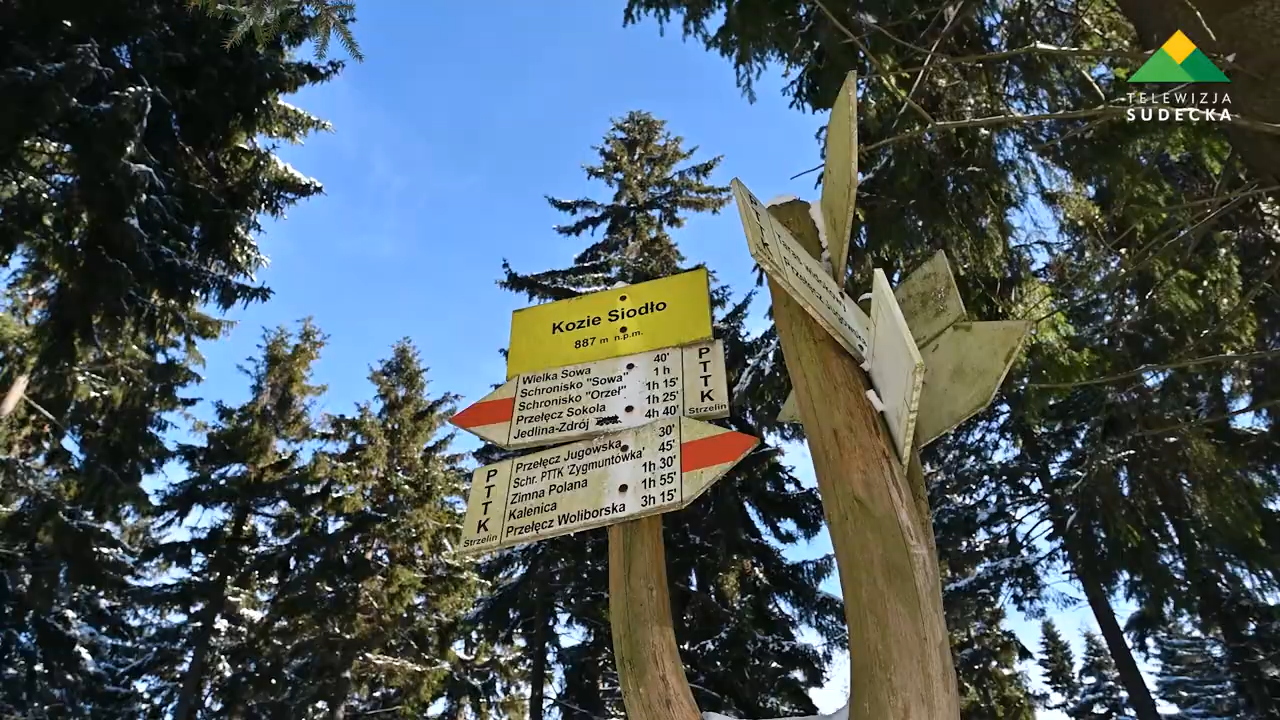 TELEWIZJA
SUDECKA
Kozie Siodło
887 m n.p.m.
Wielka Sowa 40'
Schronisko "Sowa" 1 h
Schronisko "Orzeł" 1h 15'
Przełęcz Sokola 1h 25'
Jedlina-Zdrój 4h 40'
PTTK
Strzelin
Przełęcz Jugowska 30'
Schr. PTTK 'Zygmuntówka' 45'
Zimna Polana 1h 30'
Kalenica 1h 55'
Przełęcz Woliborska 3h 15'
PTTK
Strzelin